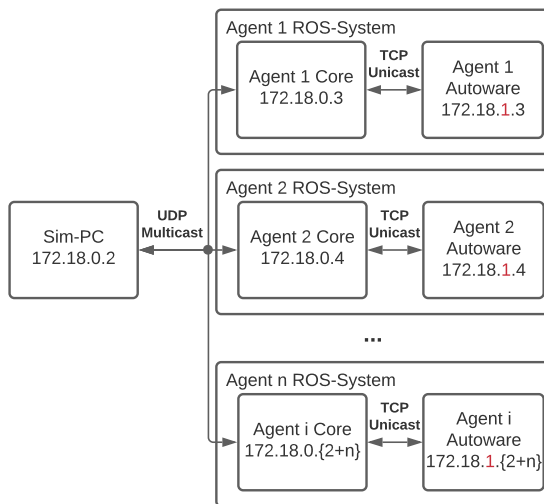 Agent 1 ROS-System
Agent 1 Core
172.18.0.3
TCP
Unicast
Agent 1
Autoware
172.18.1.3
Sim-PC
172.18.0.2
UDP
Multicast
Agent 2 ROS-System
Agent 2 Core
172.18.0.4
TCP
Unicast
Agent 2
Autoware
172.18.1.4
...
Agent n ROS-System
Agent i Core
172.18.0.{2+n}
TCP
Unicast
Agent i
Autoware
172.18.1.{2+n}